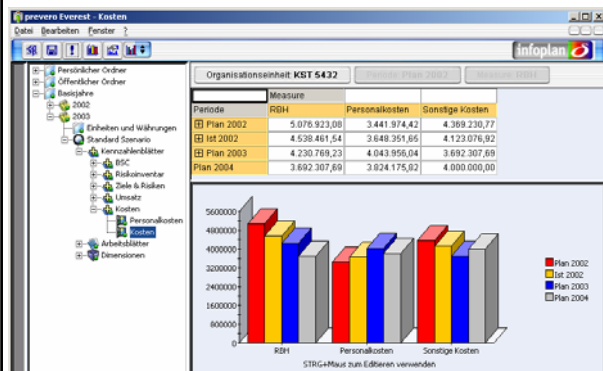 prevero Everest - Kosten
Datei Bearbeiten Fenster ?
infoplan
Persönlicher Ordner
Öffentlicher Ordner
Basisjahre
2002
2003
Einheiten und Währungen
Standard Szenario
Kennzahlenblätter
BSC
Risikoinventar
Ziele & Risiken
Umsatz
Kosten
Personalkosten
Kosten
Arbeitsblätter
Dimensionen
Organisationseinheit: KST 5432 Periode: Plan 2002 Measure: RBH
Measure
Periode RBH Personalkosten Sonstige Kosten
Plan 2002 5.076.923,08 3.441.974,42 4.369.230,77
Ist 2002 4.538.461,54 3.648.351,65 4.123.076,92
Plan 2003 4.230.769,23 4.043.956,04 3.692.307,69
Plan 2004 3.692.307,69 3.824.175,82 4.000.000,00
5600000
4800000
4000000
3200000
2400000
1600000
800000
0
RBH Personalkosten Sonstige Kosten
STRG+Maus zum Editieren verwenden
Plan 2002
Ist 2002
Plan 2003
Plan 2004